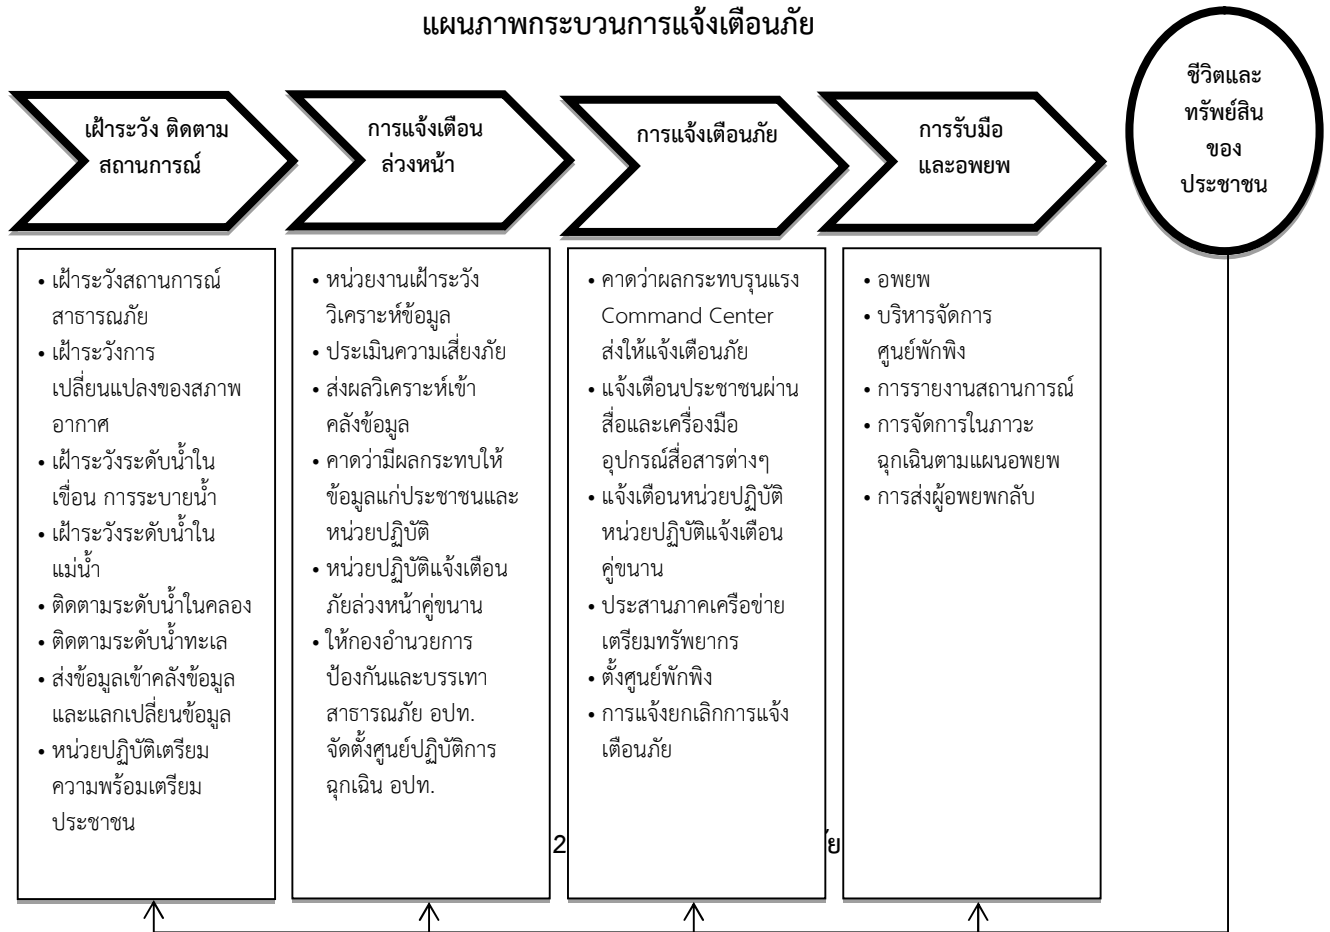 แผนภาพกระบวนการแจ้งเตือนภัย
เฝ้าระวัง ติดตาม
สถานการณ์
การแจ้งเตือน
ล่วงหน้า
การแจ้งเตือนภัย
การรับมือ
และอพยพ
ชีวิตและ
ทรัพย์สิน
ของ
ประชาชน
• เฝ้าระวังสถานการณ์
สาธารณภัย
• เฝ้าระวังการ
เปลี่ยนแปลงของสภาพ
อากาศ
• เฝ้าระวังระดับน้ำใน
เขื่อน การระบายน้ำ
• เฝ้าระวังระดับน้ำใน
แม่น้ำ
• ติดตามระดับน้ำในคลอง
• ติดตามระดับน้ำทะเล
• ส่งข้อมูลเข้าคลังข้อมูล
และแลกเปลี่ยนข้อมูล
• หน่วยปฏิบัติเตรียม
ความพร้อมเตรียม
ประชาชน
• หน่วยงานเฝ้าระวัง
วิเคราะห์ข้อมูล
• ประเมินความเสี่ยงภัย
• ส่งผลวิเคราะห์เข้า
คลังข้อมูล
• คาดว่ามีผลกระทบให้
ข้อมูลแก่ประชาชนและ
หน่วยปฏิบัติ
• หน่วยปฏิบัติแจ้งเตือน
ภัยล่วงหน้าคู่ขนาน
• ให้กองอำนวยการ
ป้องกันและบรรเทา
สาธารณภัย อปท.
จัดตั้งศูนย์ปฏิบัติการ
ฉุกเฉิน อปท.
• คาดว่าผลกระทบรุนแรง
Command Center
ส่งให้แจ้งเตือนภัย
• แจ้งเตือนประชาชนผ่าน
สื่อและเครื่องมือ
อุปกรณ์สื่อสารต่างๆ
• แจ้งเตือนหน่วยปฏิบัติ
หน่วยปฏิบัติแจ้งเตือน
คู่ขนาน
• ประสานภาคเครือข่าย
เตรียมทรัพยากร
• ตั้งศูนย์พักพิง
• การแจ้งยกเลิกการแจ้ง
เตือนภัย
• อพยพ
• บริหารจัดการ
ศูนย์พักพิง
• การรายงานสถานการณ์
• การจัดการในภาวะ
ฉุกเฉินตามแผนอพยพ
• การส่งผู้อพยพกลับ
2